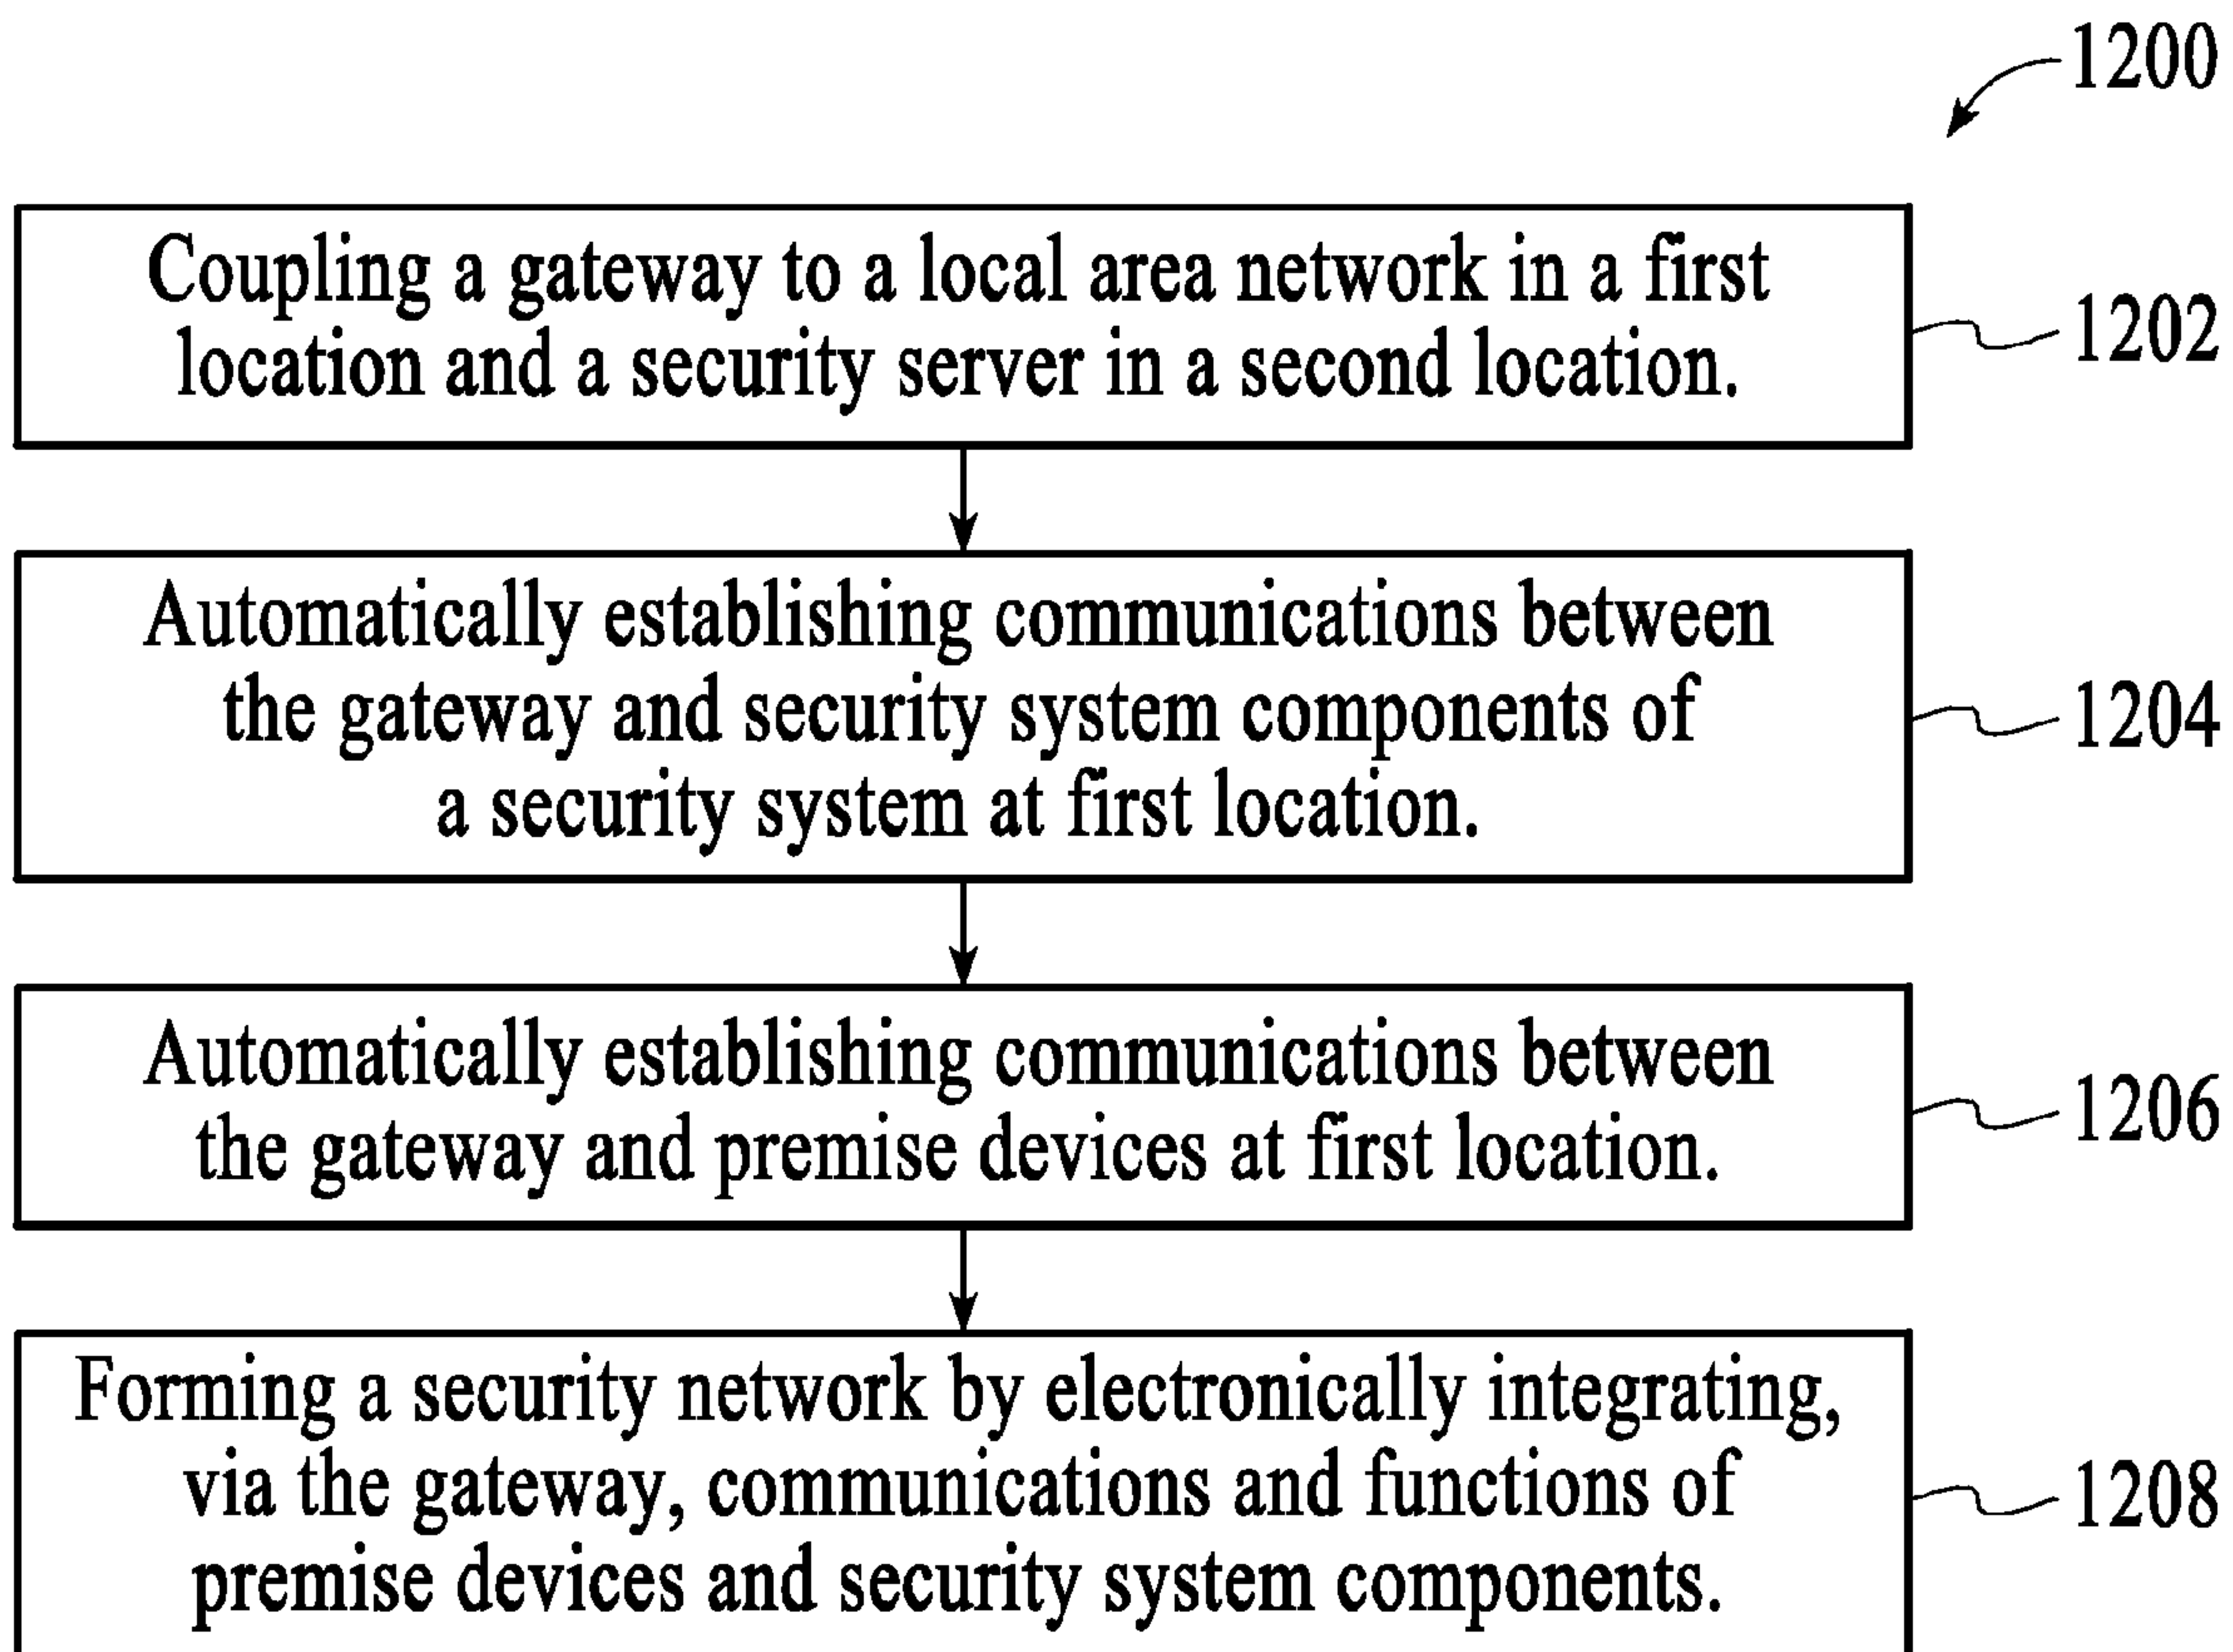 1200
Coupling a gateway to a local area network in a first
location and a security server in a second location.
1202
Automatically establishing communications between
the gateway and security system components of
a security system at first location.
1204
Automatically establishing communications between
the gateway and premise devices at first location.
1206
Forming a security network by electronically integrating,
via the gateway, communications and functions of
premise devices and security system components.
1208